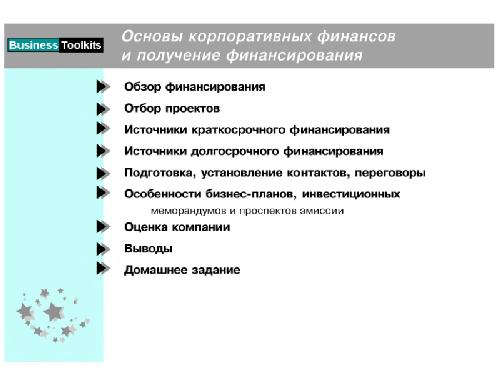 Business Toolkits
Основы корпоративных финансов
и получение финансирования
Обзор финансирования
Отбор проектов
Источники краткосрочного финансирования
Источники долгосрочного финансирования
Подготовка, установление контактов, переговоры
Особенности бизнес-планов, инвестиционных
меморандумов и проспектов эмиссии
Оценка компании
Выводы
Домашнее задание